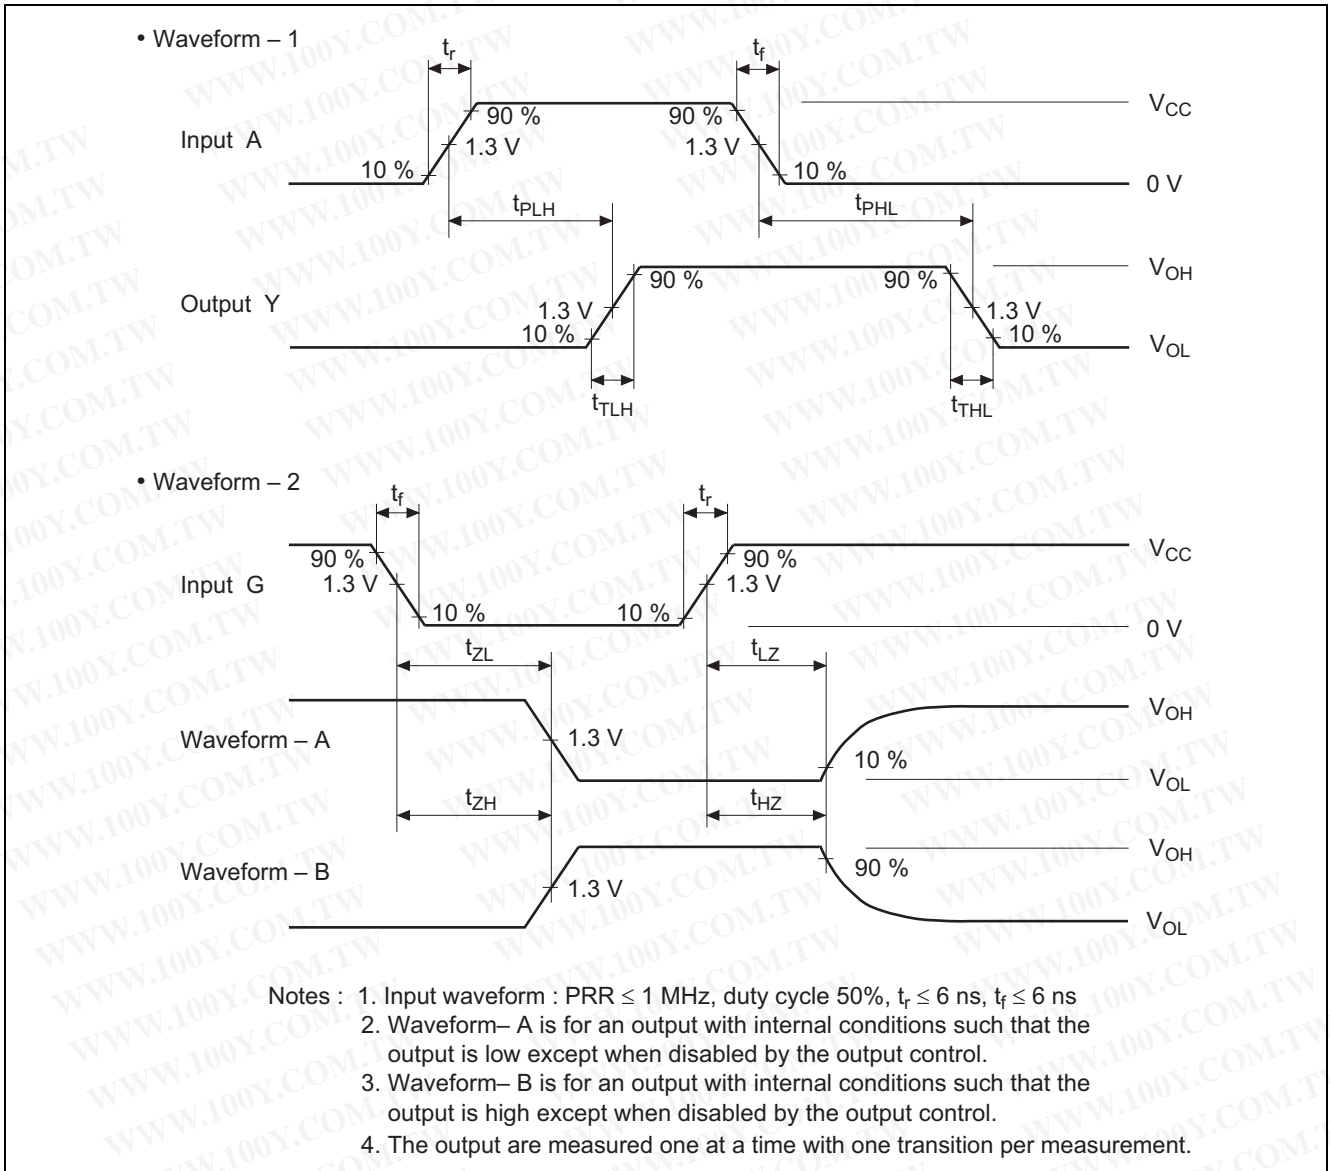 • Waveform – 1
tr
tf
Input A
90 %
90 %
VCC
1.3 V
1.3 V
10 %
10 %
0 V
tPLH
tPHL
Output Y
90 %
90 %
VOH
1.3 V
1.3 V
10 %
10 %
VOL
tTLH
tTHL
• Waveform – 2
tf
tr
Input G
90 %
90 %
VCC
1.3 V
1.3 V
10 %
10 %
0 V
tZL
tLZ
Waveform – A
1.3 V
VOH
10 %
VOL
tZH
tHZ
Waveform – B
1.3 V
VOH
90 %
VOL
Notes : 1. Input waveform : PRR ≤ 1 MHz, duty cycle 50%, tr ≤ 6 ns, tf ≤ 6 ns
2. Waveform– A is for an output with internal conditions such that the
output is low except when disabled by the output control.
3. Waveform– B is for an output with internal conditions such that the
output is high except when disabled by the output control.
4. The output are measured one at a time with one transition per measurement.
WWW.100Y.COM.TW